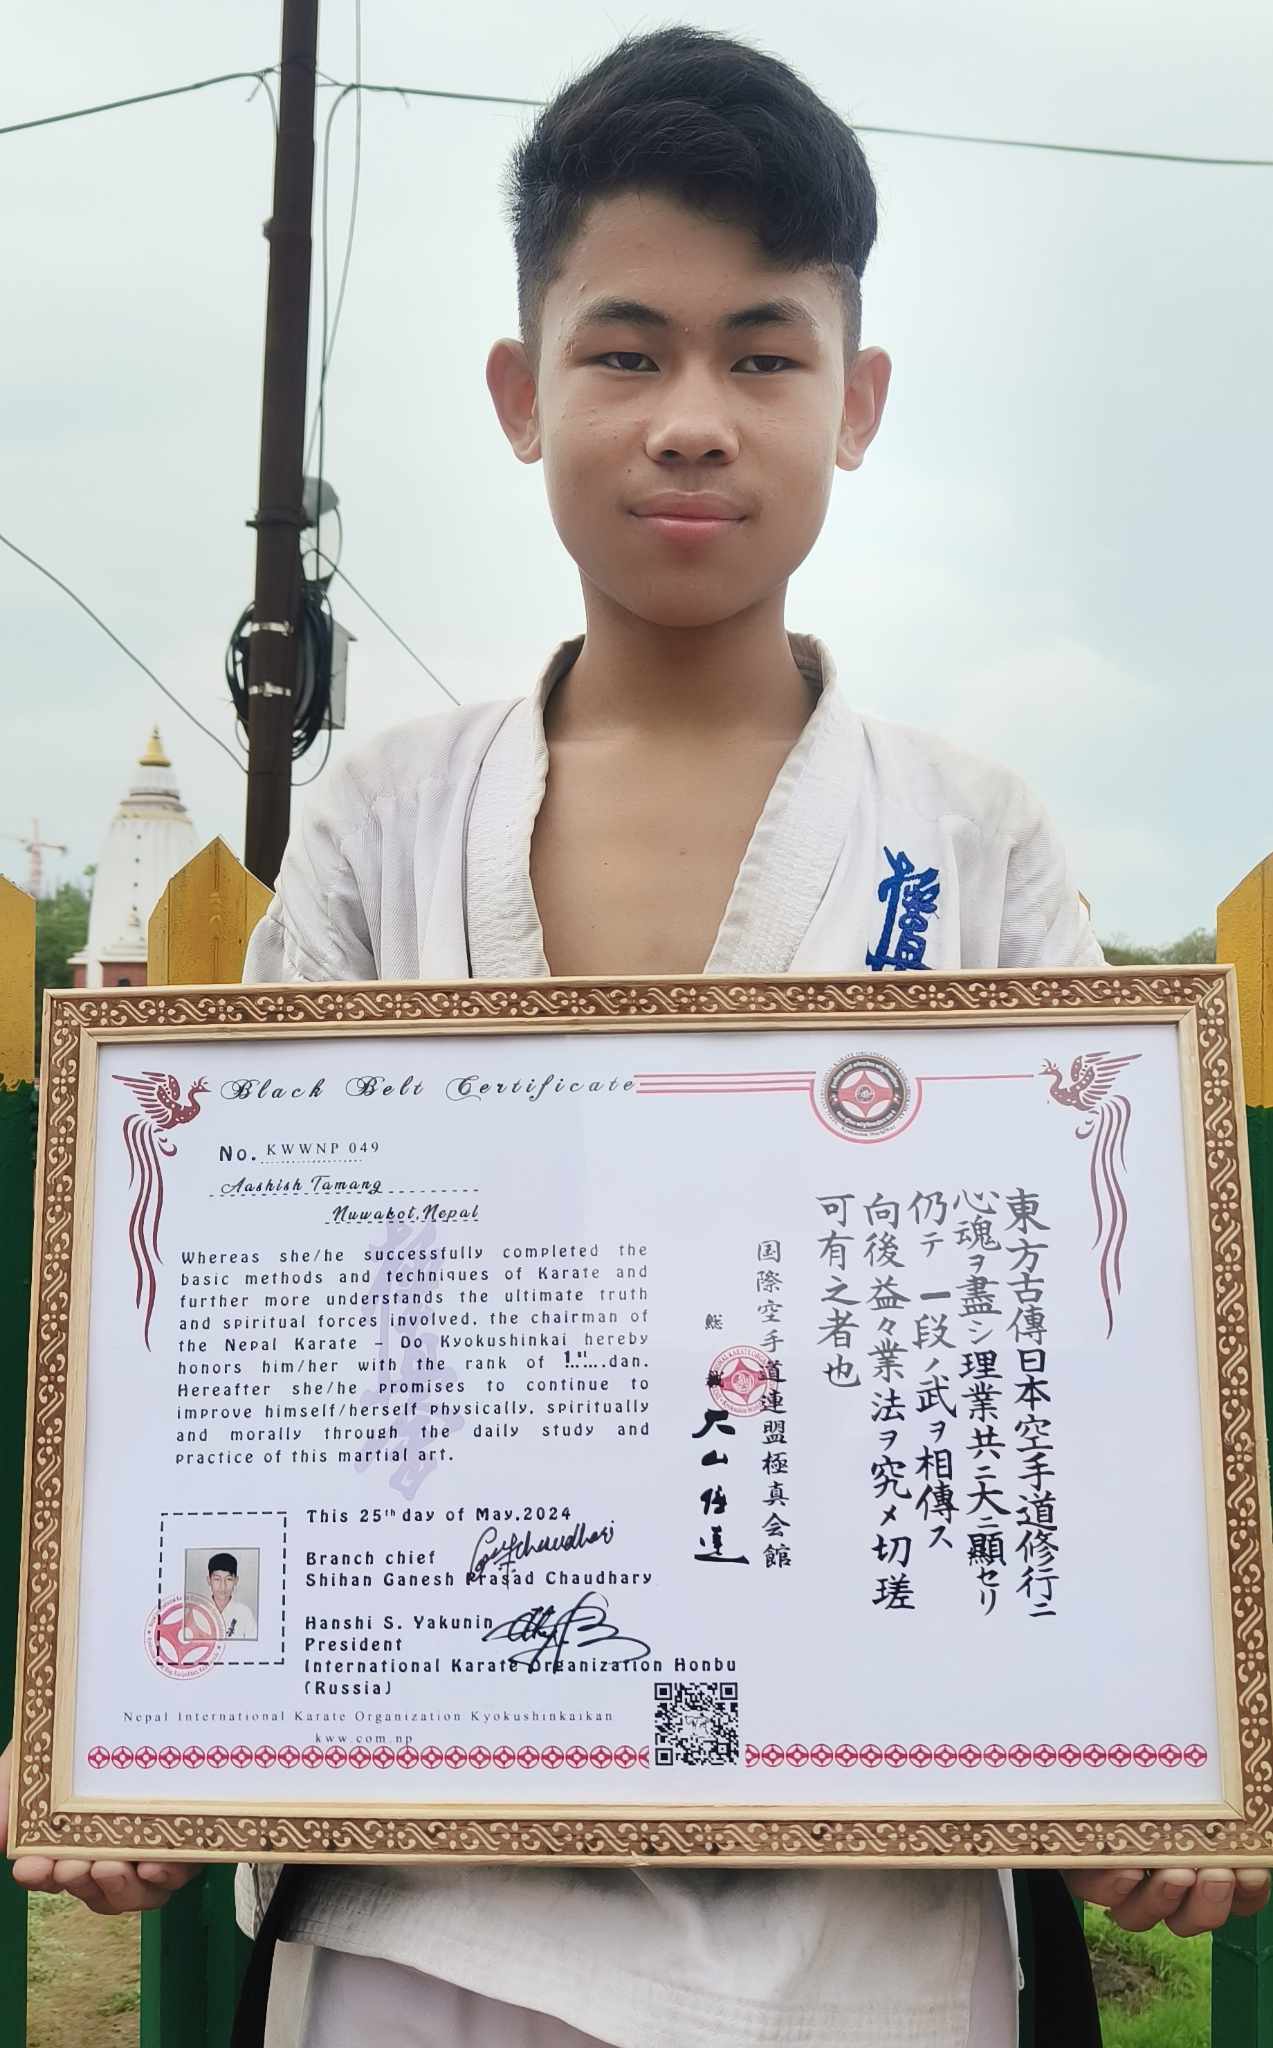 Black Belt Certificate
No. KWWNP 049
Aashish Tamang
Nuwakot,Nepal
Whereas she/he successfully completed the
basic methods and techniques of Karate and
further more understands the ultimate truth
and spiritual forces involved, the chairman of
the Nepal Karate – Do Kyokushinkai hereby
honors him/her with the rank of 1st dan.
Hereafter she/he promises to continue to
improve himself/herself physically, spiritually
and morally through the daily study and
practice of this martial art.
This 25th day of May,2024
Branch chief
Shihan Ganesh Prasad Chaudhary
Hanshi S. Yakunin
President
International Karate Organization Honbu
(Russia)
Nepal International Karate Organization Kyokushinkaikan
kww.com.np
東方古傳日本空手道修行ニ
心魂ヲ盡シ理業共ニ大ニ顯セリ
仍テ一段ノ武ヲ相傳ス
向後益々業法ヲ究メ切瑳
可有之者也
国際空手道連盟極真会館
総裁
大山倍達